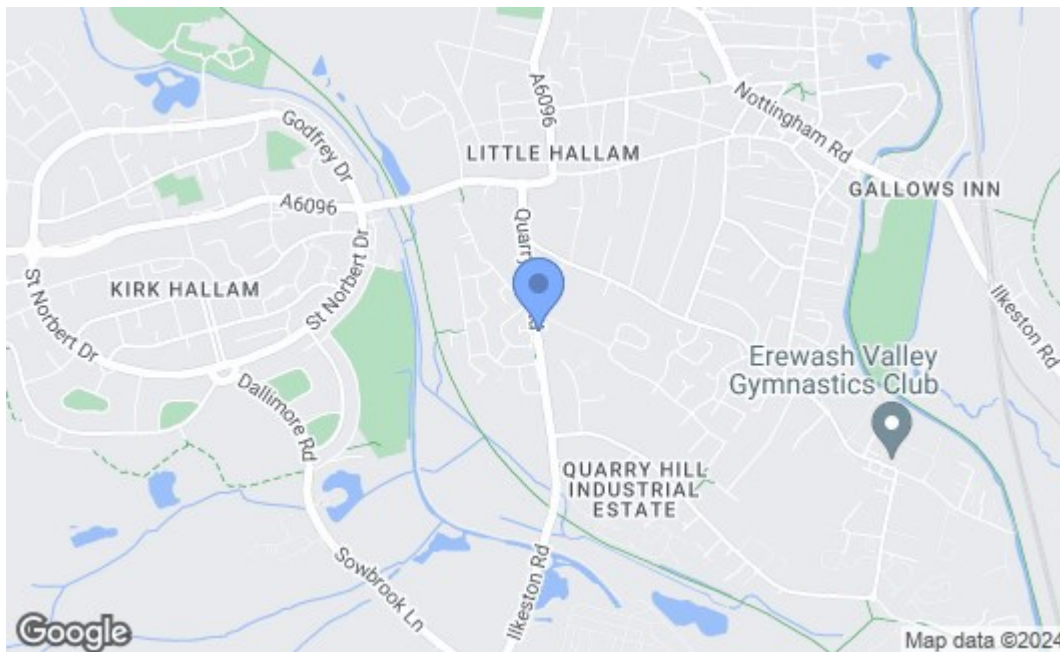 A6096
Nottingham Rd
Godfrey Dr
LITTLE HALLAM
GALLOWS INN
A6096
Quarry
St Norbert Dr
KIRK HALLAM
St Norbert Dr
Ilkeston Rd
Erewash Valley
Gymnastics Club
Dallimore Rd
QUARRY HILL
INDUSTRIAL
ESTATE
Sowbrook Ln
Ilkeston Rd
Google
Map data ©2024